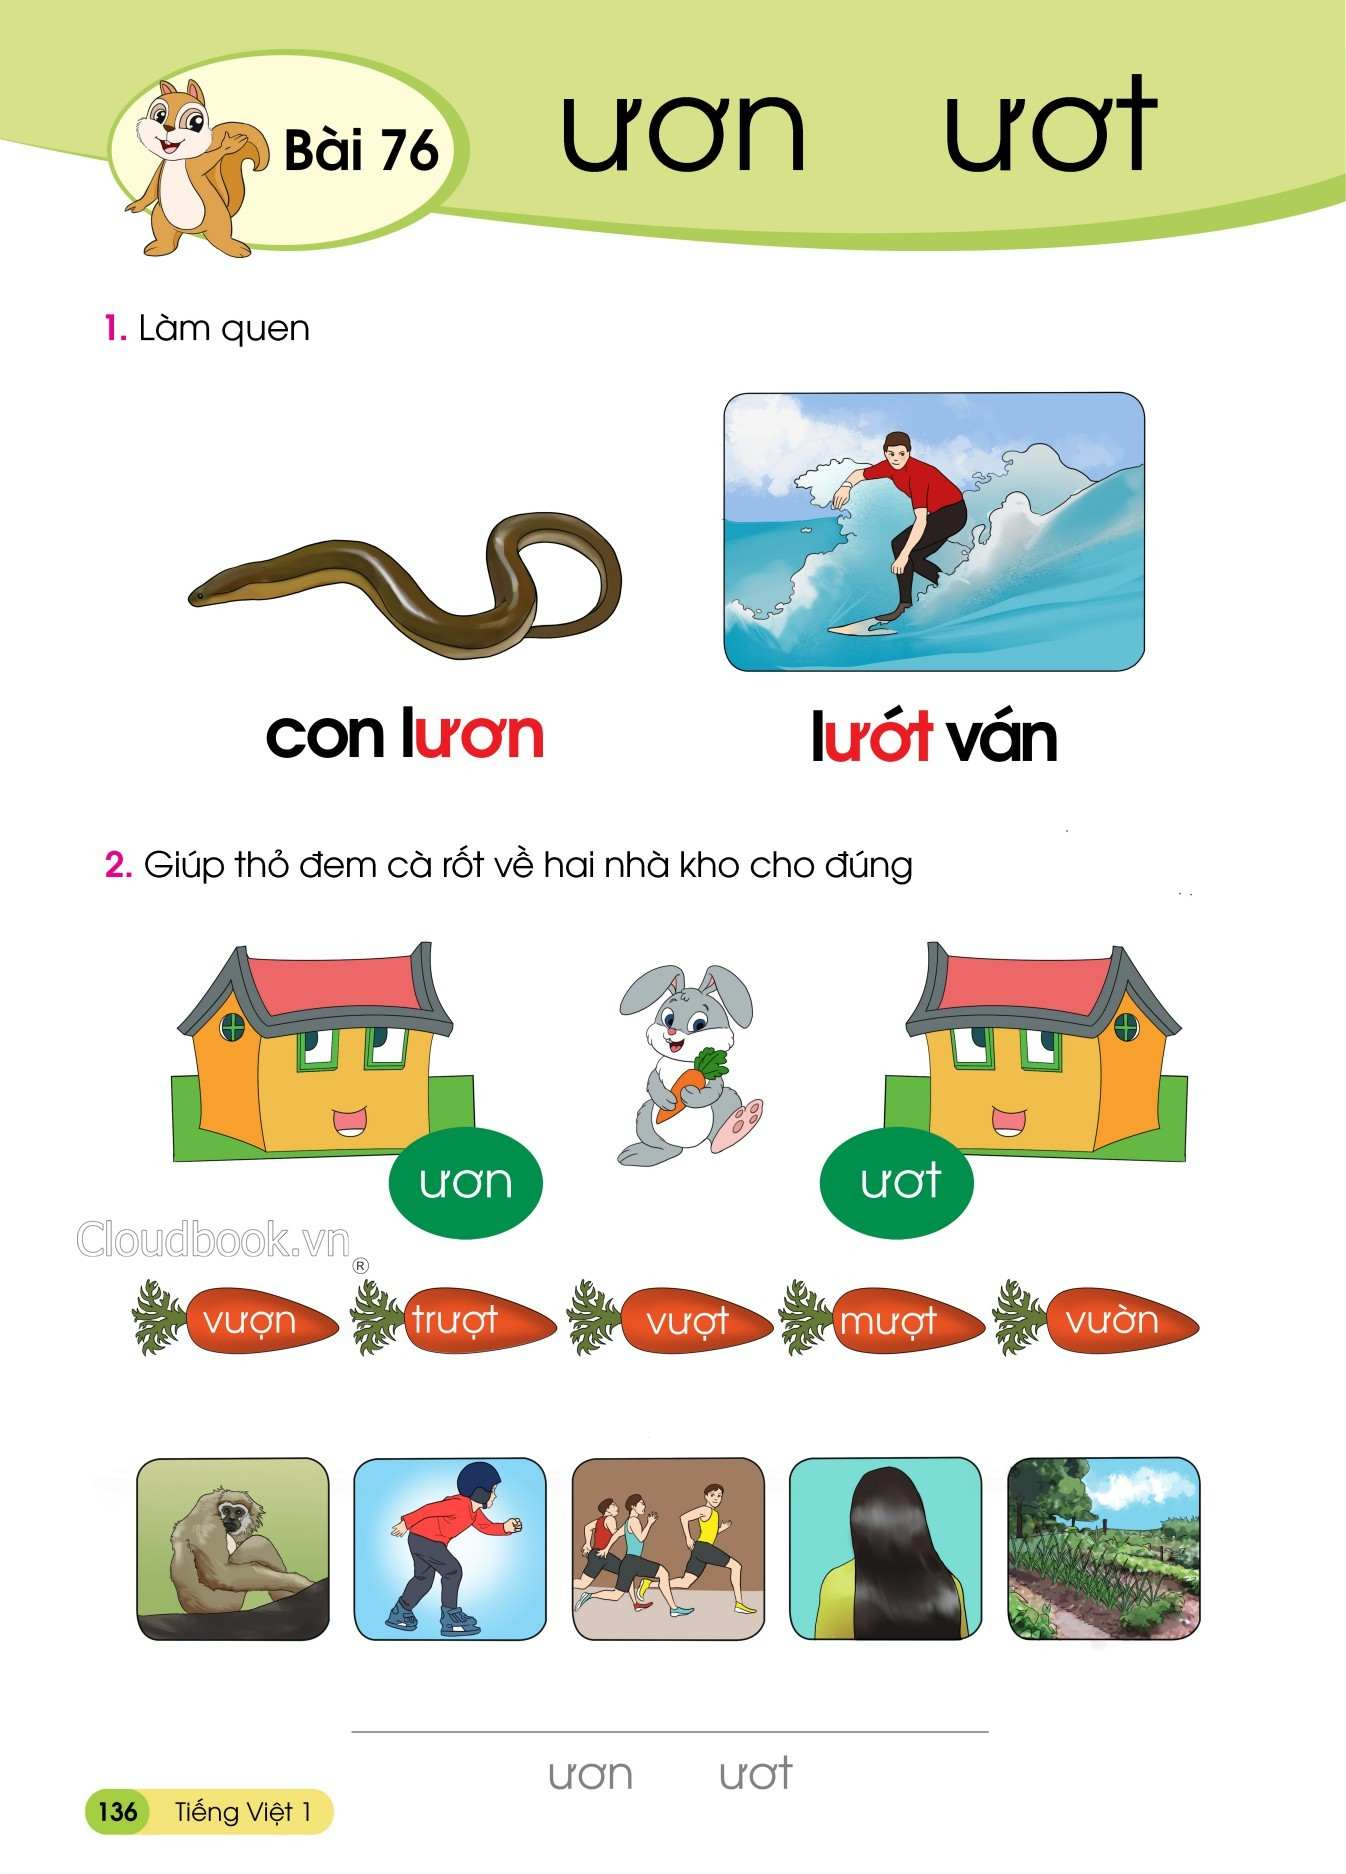 Bài 76
ươn ươt
1. Làm quen
con lươn
lướt ván
2. Giúp thỏ đem cà rốt về hai nhà kho cho đúng
ươn
ươt
Cloudbook.vn
®
vượn
trượt
vượt
mượt
vườn
ươn ươt
136 Tiếng Việt 1